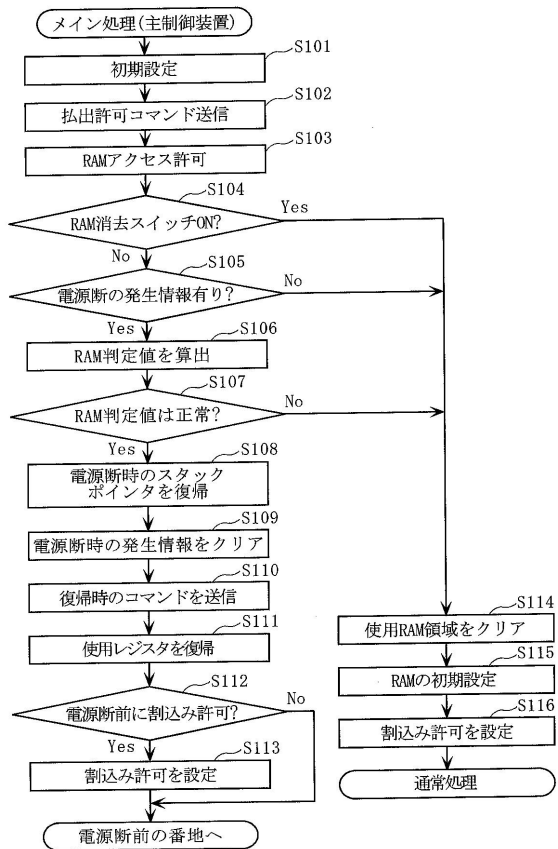 メイン処理(主制御装置)
S101
初期設定
S102
払出許可コマンド送信
S103
RAMアクセス許可
S104
RAM消去スイッチON?
Yes
No
S105
電源断の発生情報有り?
No
Yes
S106
RAM判定値を算出
S107
RAM判定値は正常?
No
Yes
S108
電源断時のスタック
ポインタを復帰
S109
電源断時の発生情報をクリア
S110
復帰時のコマンドを送信
S111
使用レジスタを復帰
S112
電源断前に割込み許可?
No
Yes
S113
割込み許可を設定
電源断前の番地へ
S114
使用RAM領域をクリア
S115
RAMの初期設定
S116
割込み許可を設定
通常処理